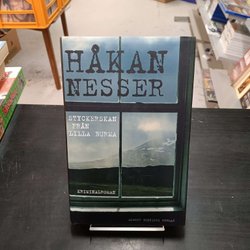 HÅKAN
NESSER
STYCKERSKAN
FRÅN
LILLA BURMA
KRIMINALROMAN
ALBERT BONNIERS FÖRLAG